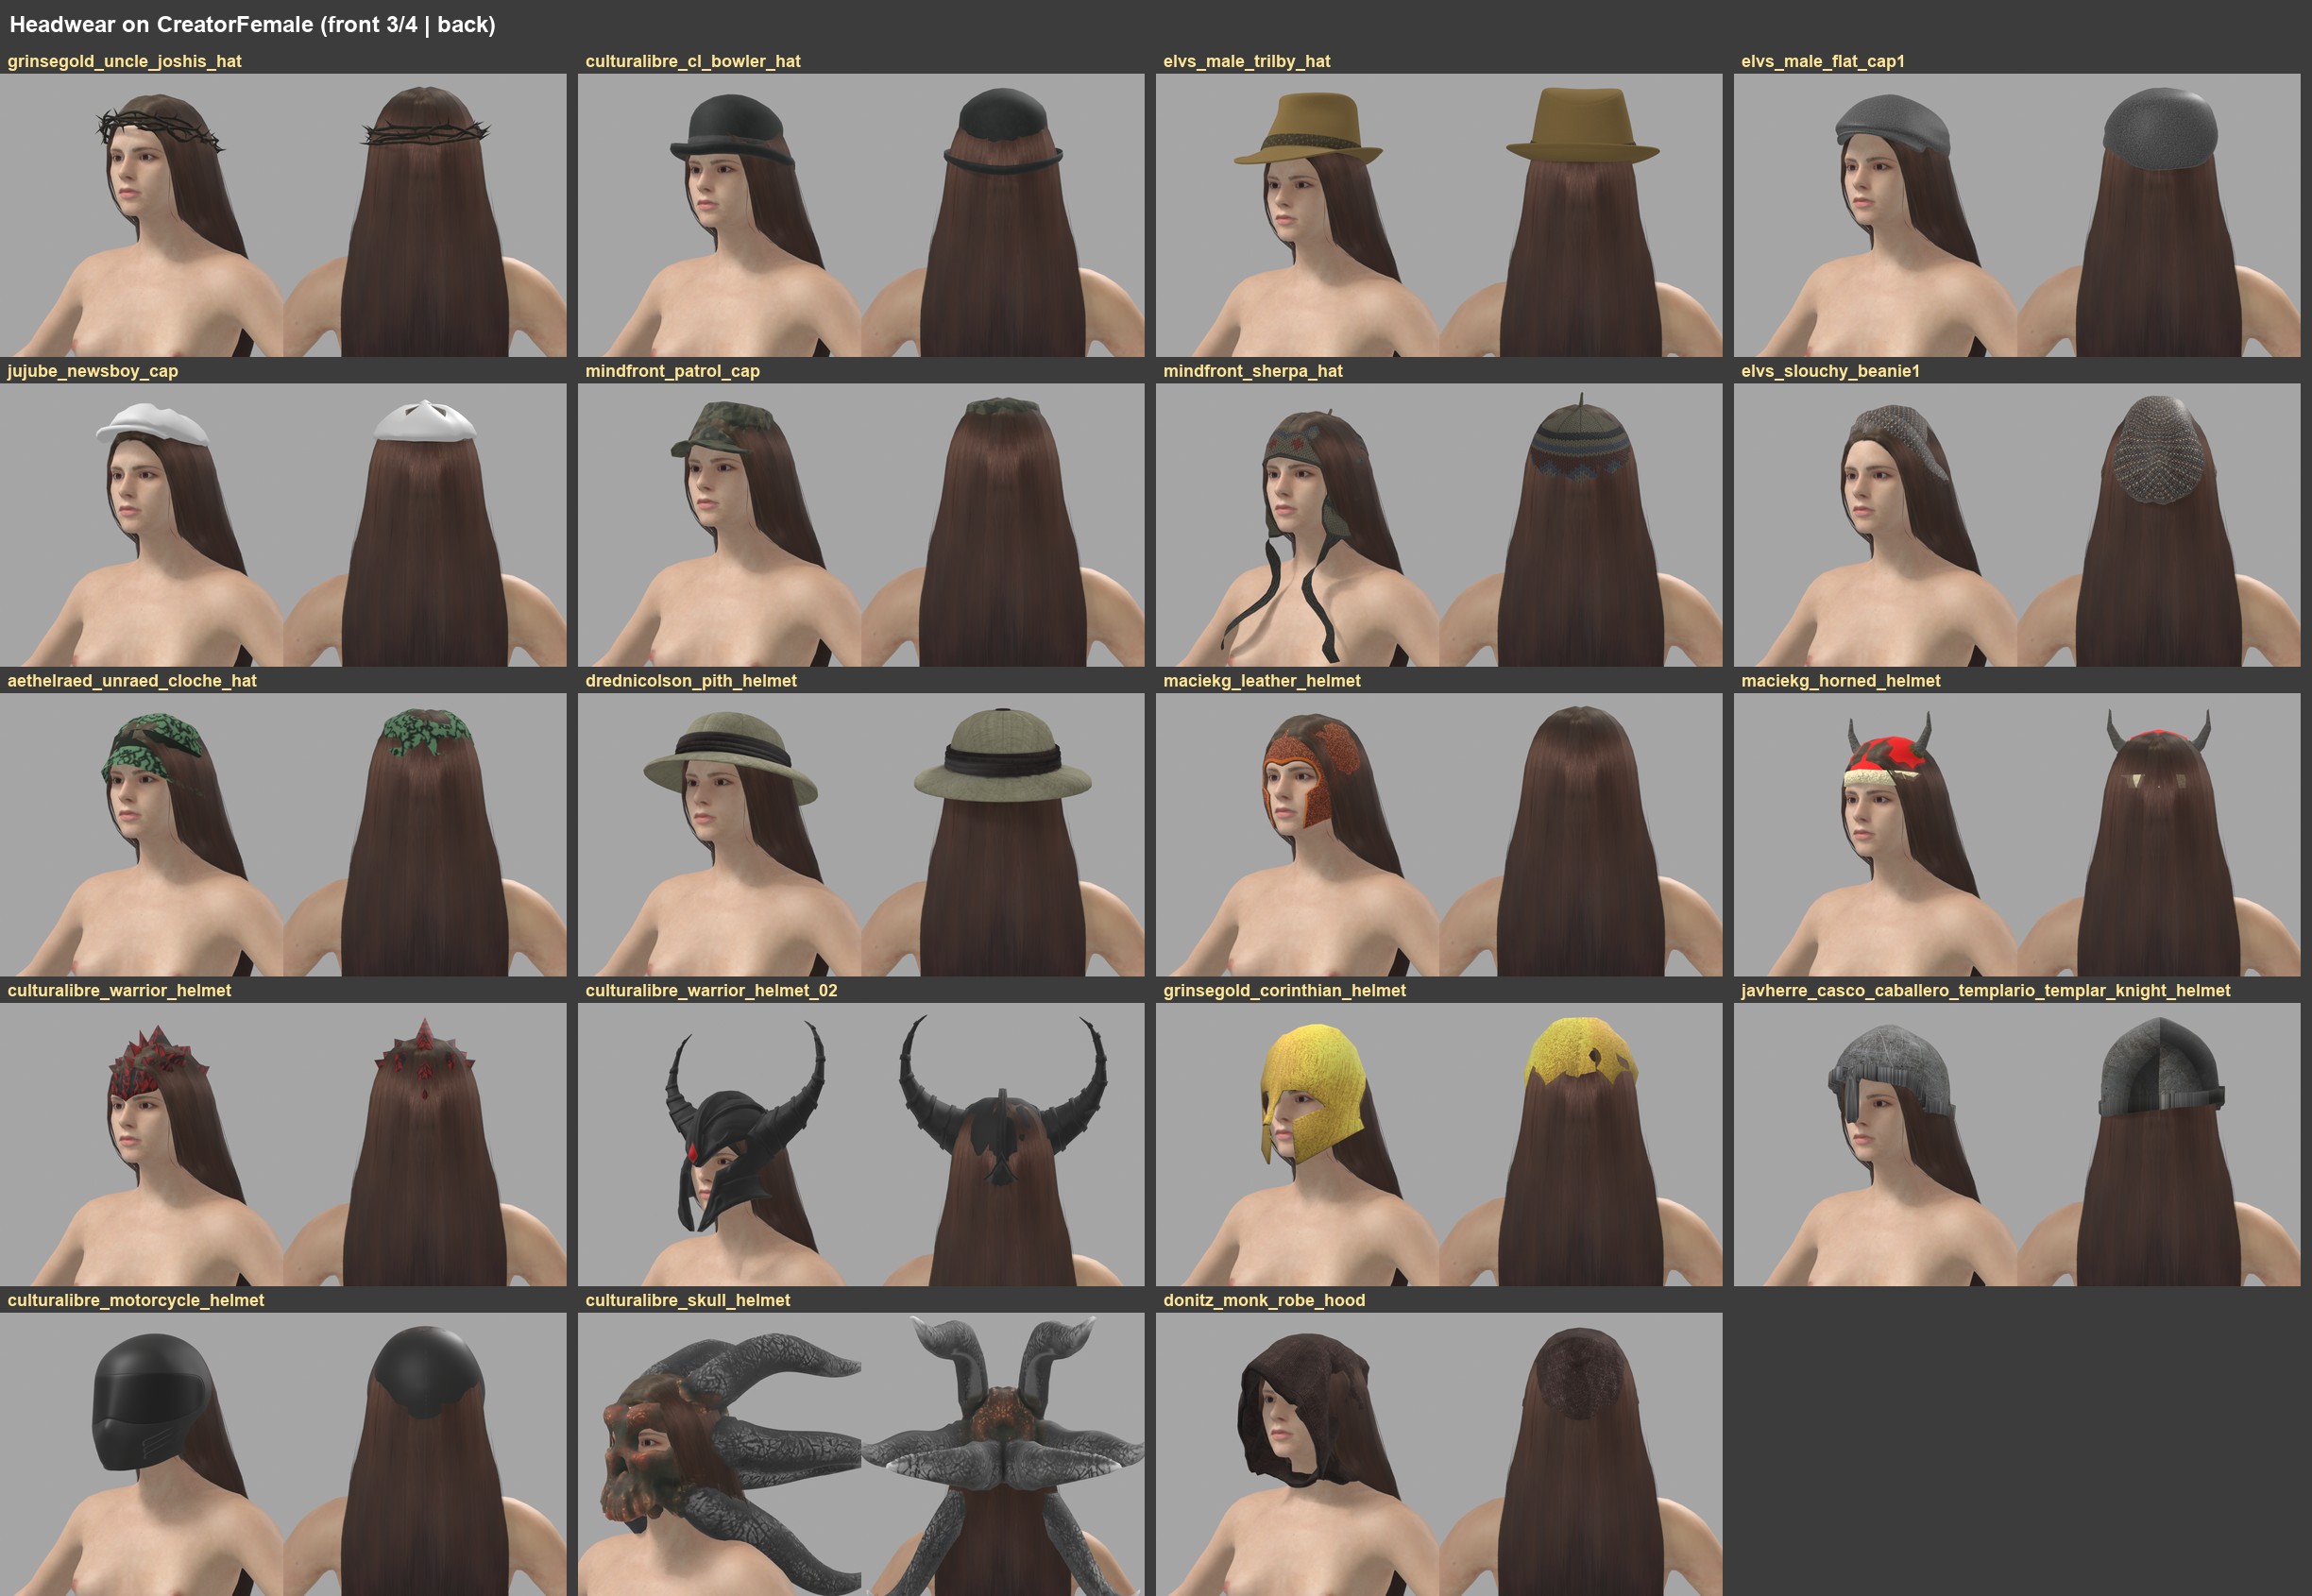 Headwear on CreatorFemale (front 3/4 | back)
grinsegold_uncle_joshis_hat
culturalibre_cl_bowler_hat
elvs_male_trilby_hat
elvs_male_flat_cap1
jujube_newsboy_cap
mindfront_patrol_cap
mindfront_sherpa_hat
elvs_slouchy_beanie1
aethelraed_unraed_cloche_hat
drednicolson_pith_helmet
maciekg_leather_helmet
maciekg_horned_helmet
culturalibre_warrior_helmet
culturalibre_warrior_helmet_02
grinsegold_corinthian_helmet
javherre_casco_caballero_templario_templar_knight_helmet
culturalibre_motorcycle_helmet
culturalibre_skull_helmet
donitz_monk_robe_hood